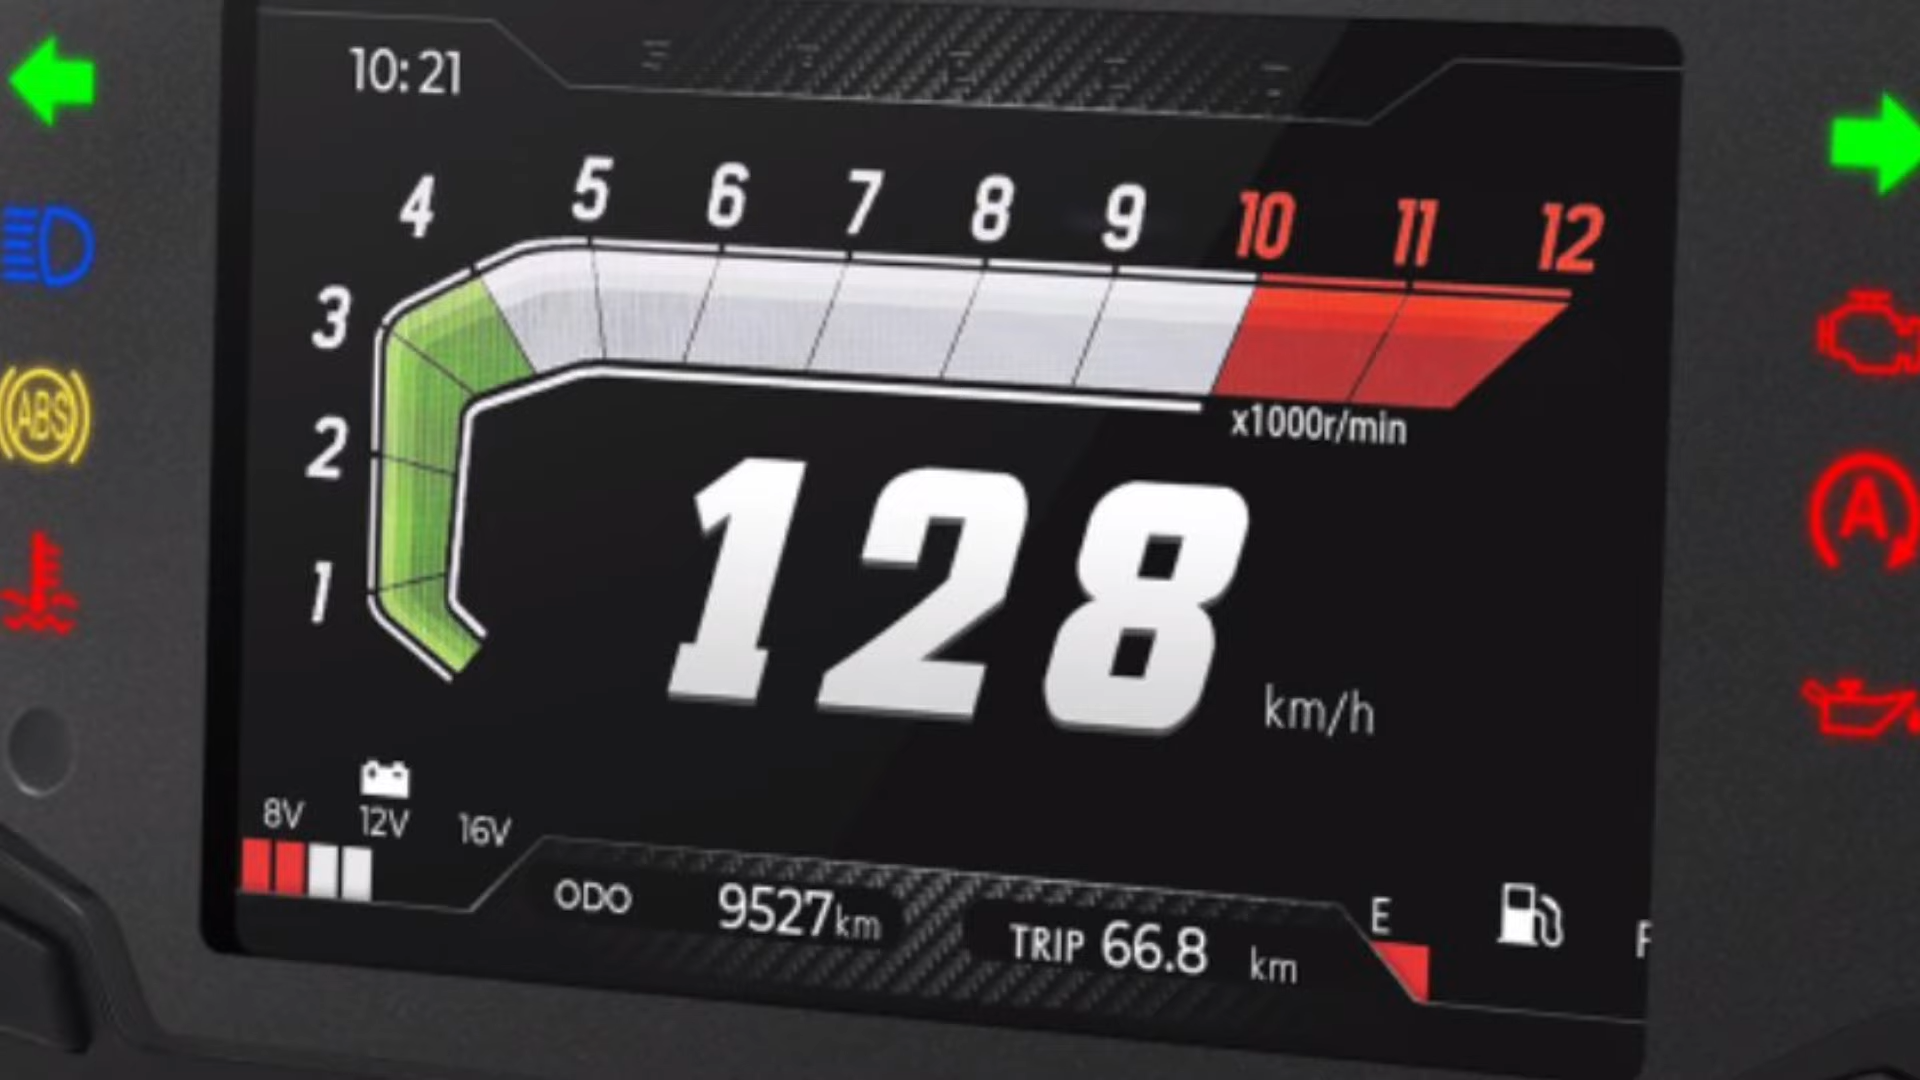 10:21
4 5 6 7 8 9 10 11 12
3
2
1
x1000r/min
128 km/h
ABS
A
8V 12V 16V
ODO 9527km
TRIP 66.8 km
E F